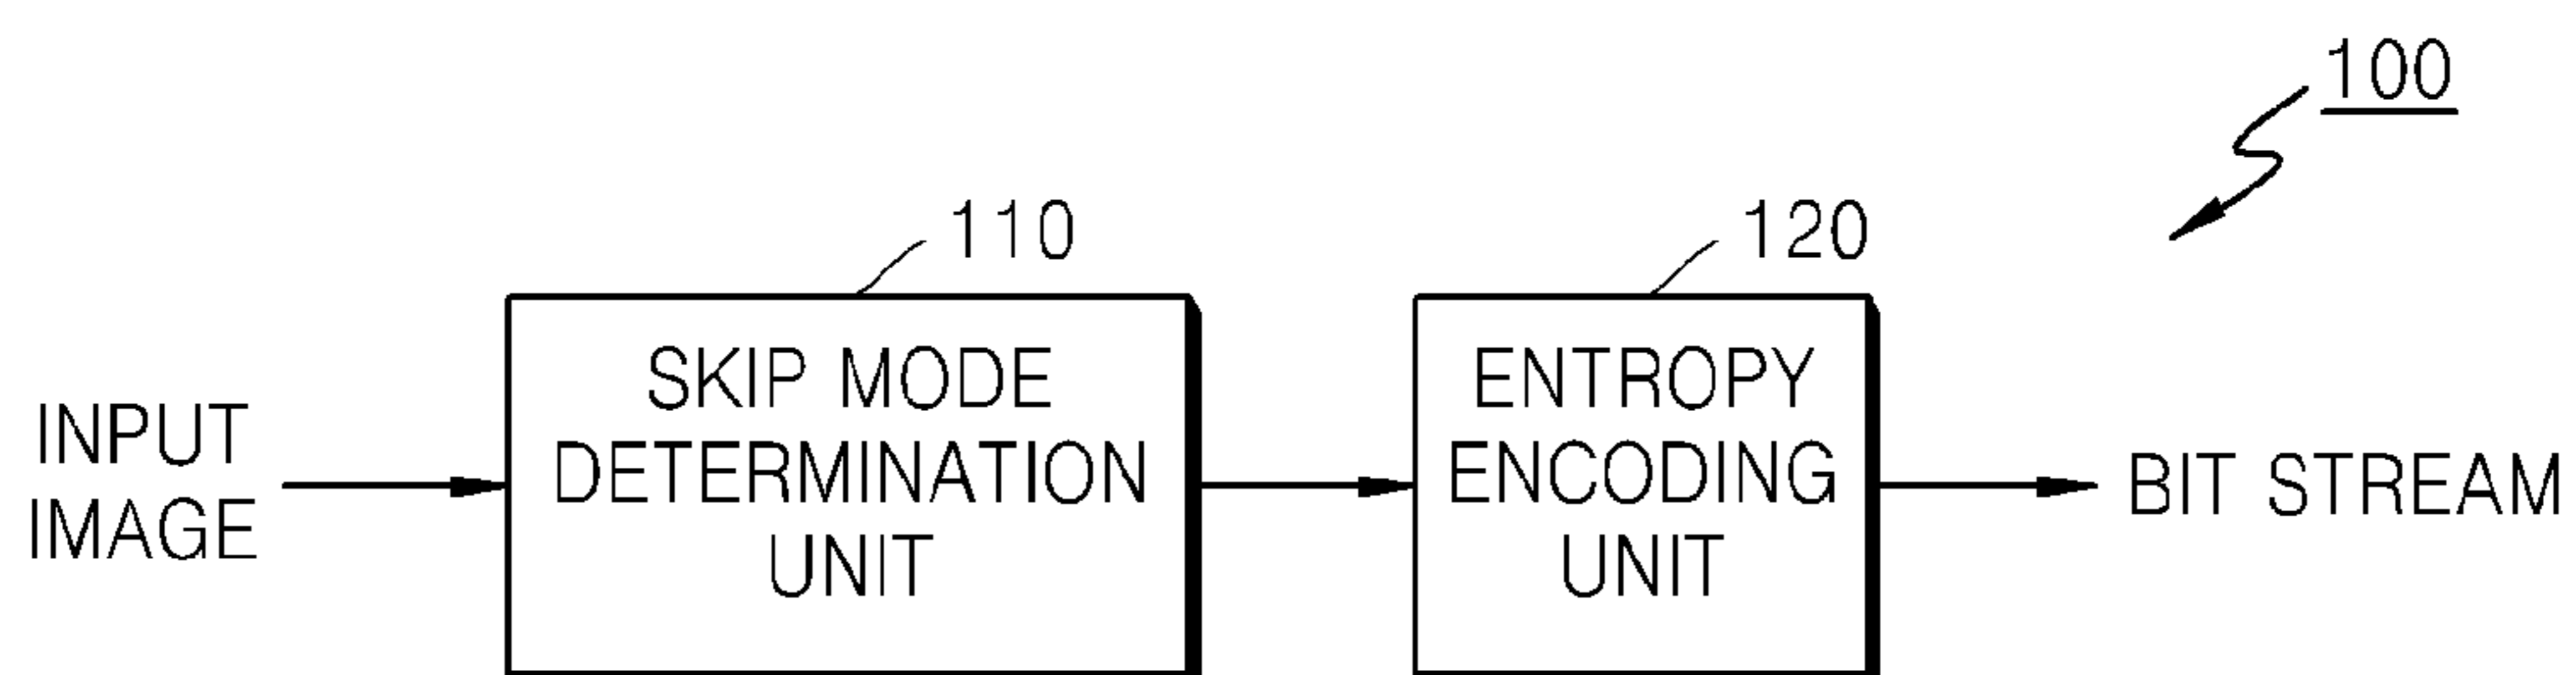 100
110
120
INPUT
IMAGE
SKIP MODE
DETERMINATION
UNIT
ENTROPY
ENCODING
UNIT
BIT STREAM